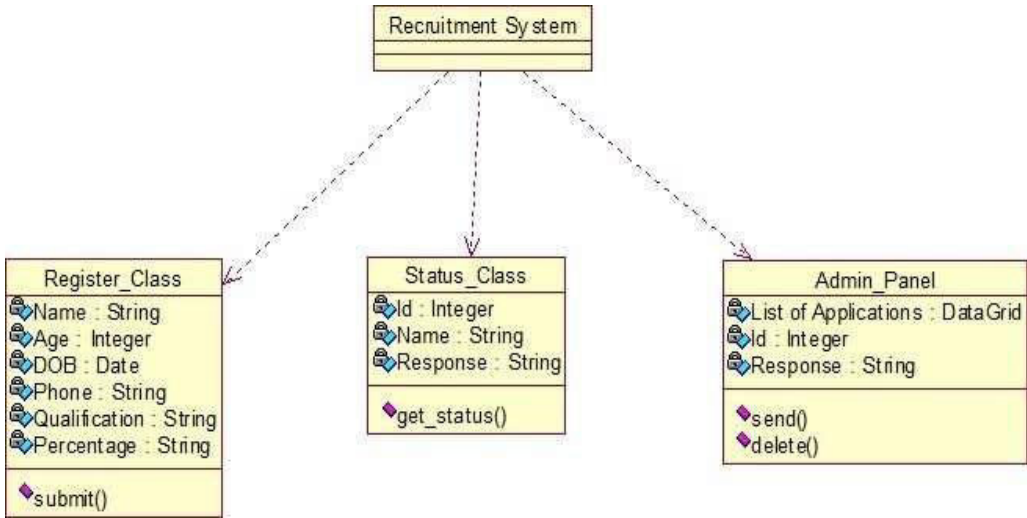 Recruitment System
Register_Class
Name : String
Age : Integer
DOB : Date
Phone : String
Qualification : String
Percentage : String
submit()
Status_Class
Id : Integer
Name : String
Response : String
get_status()
Admin_Panel
List of Applications : DataGrid
Id : Integer
Response : String
send()
delete()